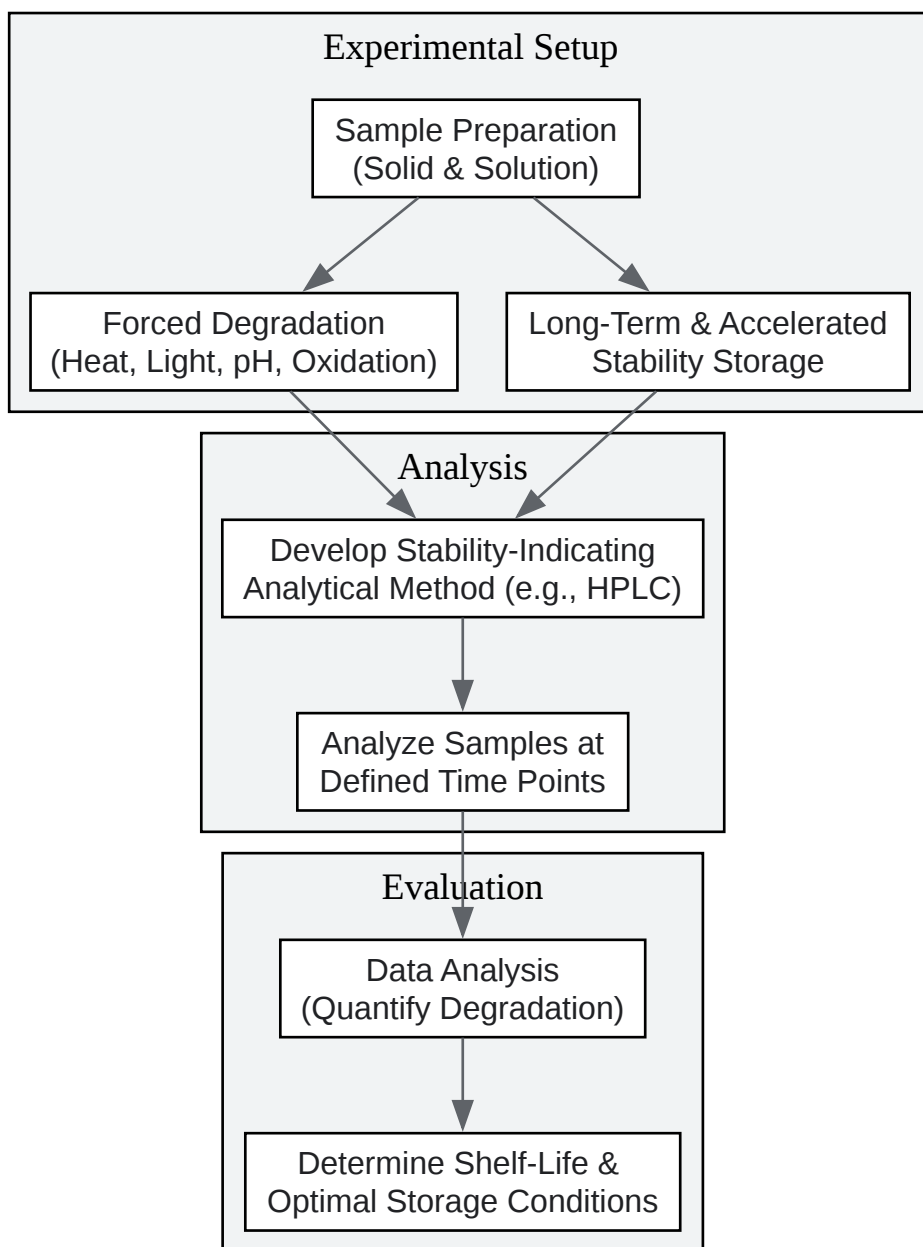 Experimental Setup
Sample Preparation
(Solid & Solution)
Forced Degradation
(Heat, Light, pH, Oxidation)
Long-Term & Accelerated
Stability Storage
Analysis
Develop Stability-Indicating
Analytical Method (e.g., HPLC)
Analyze Samples at
Defined Time Points
Evaluation
Data Analysis
(Quantify Degradation)
Determine Shelf-Life &
Optimal Storage Conditions